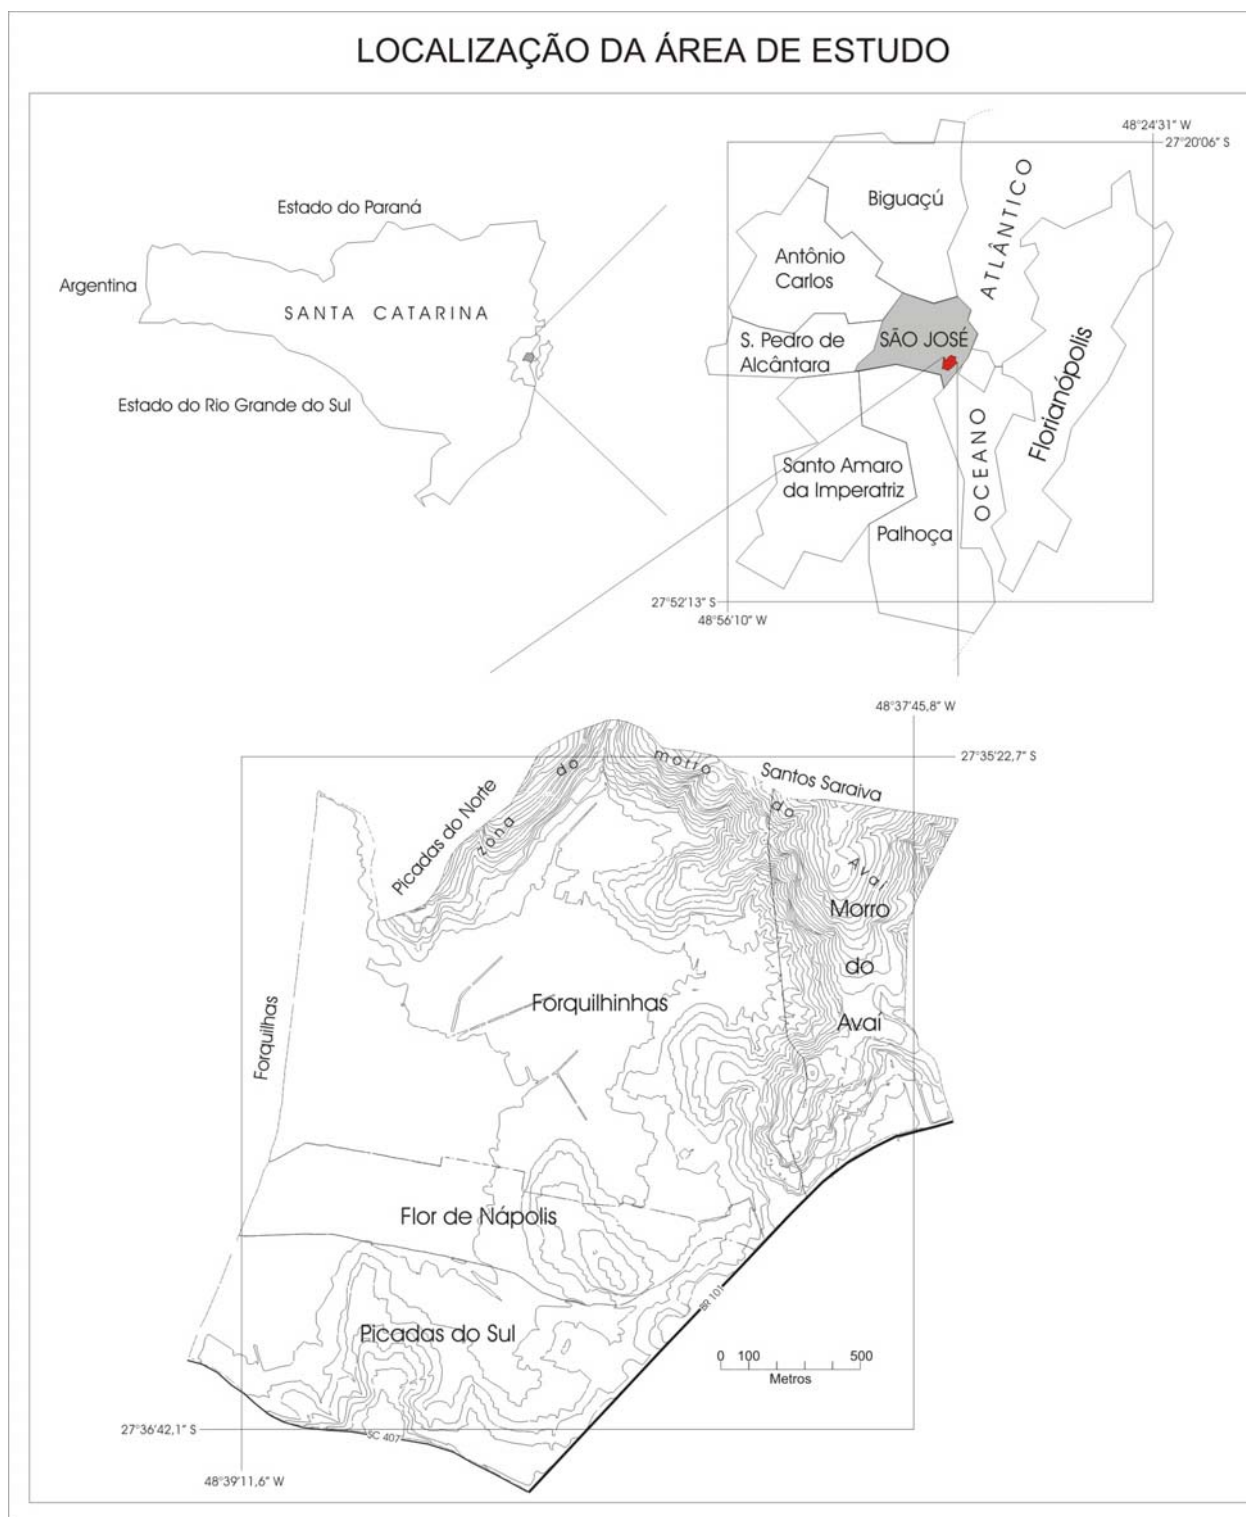 LOCALIZAÇÃO DA ÁREA DE ESTUDO
Estado do Paraná
Argentina
SANTA CATARINA
Estado do Rio Grande do Sul
48°24'31" W
27°20'06" S
Biguaçú
ATLÂNTICO
Antônio
Carlos
SÃO JOSÉ
S. Pedro de
Alcântara
Florianópolis
OCEANO
Santo Amaro
da Imperatriz
Palhoça
27°52'13" S
48°56'10" W
48°37'45,8" W
27°35'22,7" S
zona do morro do Avaí
Santos Saraiva
Picadas do Norte
Morro
do
Avaí
Forquilhinhas
Forquilhas
Flor de Nápolis
BR 101
Picadas do Sul
0 100 500
Metros
27°36'42,1" S
SC 407
48°39'11,6" W